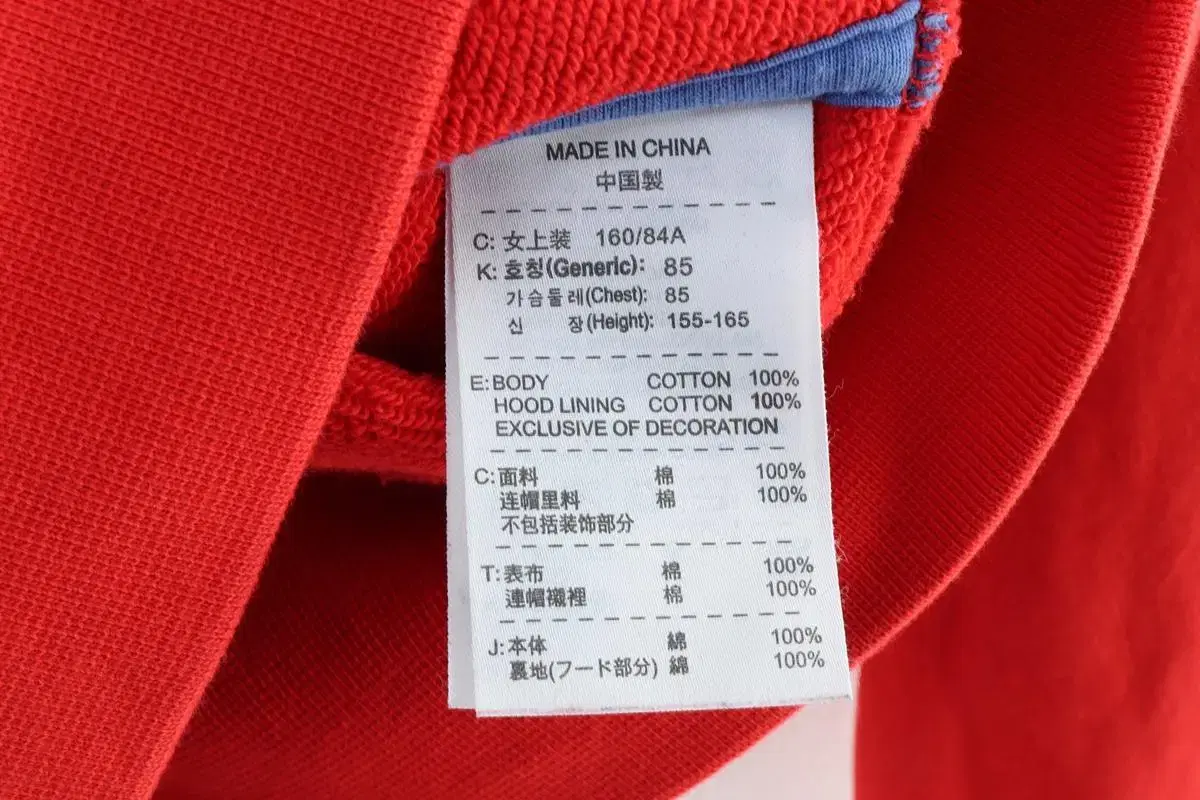 MADE IN CHINA
中国製
C: 女上装 160/84A
K: 호칭(Generic): 85
가슴둘레(Chest): 85
신 장(Height): 155-165
E: BODY COTTON 100%
HOOD LINING COTTON 100%
EXCLUSIVE OF DECORATION
C: 面料 棉 100%
连帽里料 棉 100%
不包括装饰部分
T: 表布 棉 100%
連帽襯裡 棉 100%
J: 本体 綿 100%
裏地(フード部分) 綿 100%